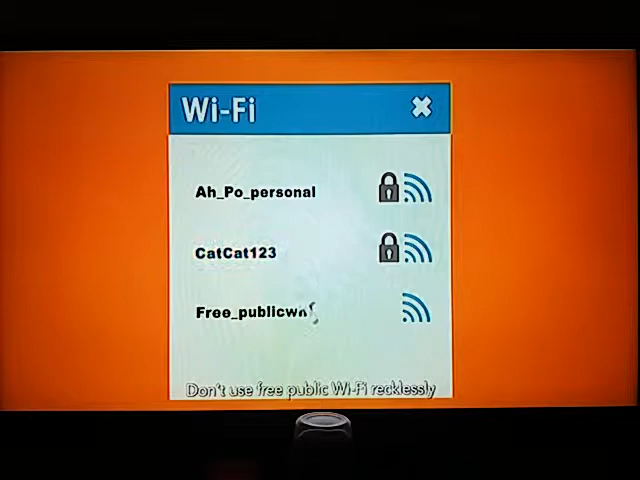 Wi-Fi
Ah_Po_personal
CatCat123
Don't use free public Wi-Fi recklessly